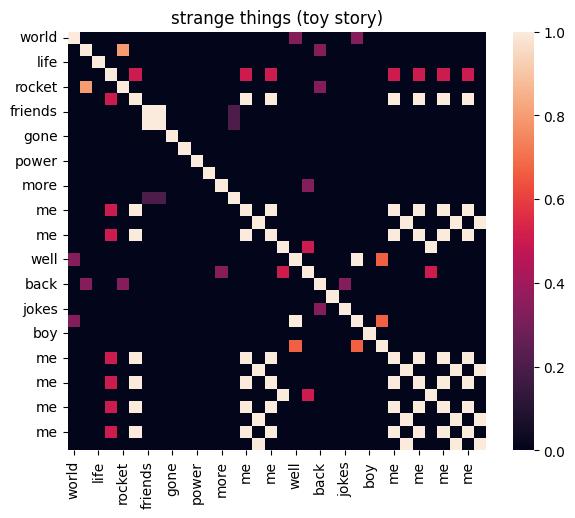 strange things (toy story)
world
life
rocket
friends
gone
power
more
me
me
well
back
jokes
boy
me
me
me
me
1.0
0.8
0.6
0.4
0.2
0.0
world
life
rocket
friends
gone
power
more
me
me
well
back
jokes
boy
me
me
me
me